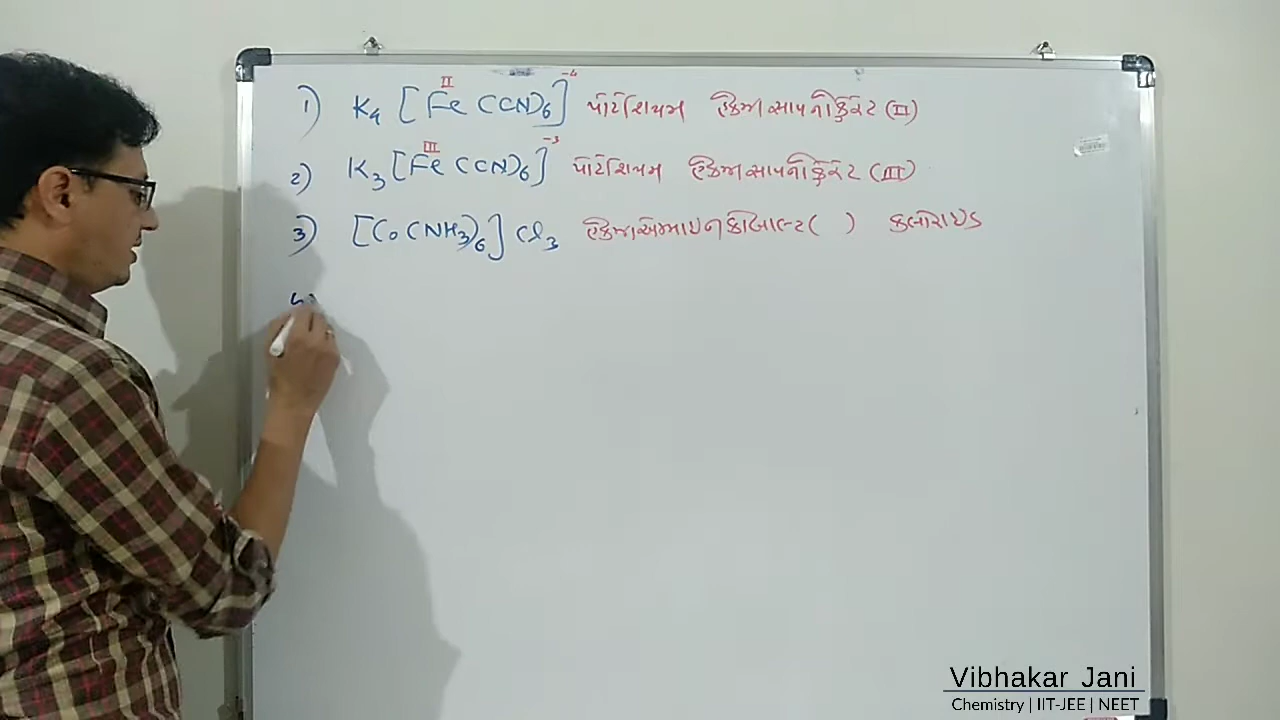 1) K4 [Fe(CN)6] પોટેશિયમ હેક્ઝાસાયનોફેરેટ (II)
II -4
2) K3 [Fe(CN)6] પોટેશિયમ હેક્ઝાસાયનોફેરેટ (III)
III -3
3) [Co(NH3)6] Cl3 હેક્ઝાએમાઇનકોબાલ્ટ ( ) ક્લોરાઇડ
Vibhakar Jani
Chemistry | IIT-JEE | NEET